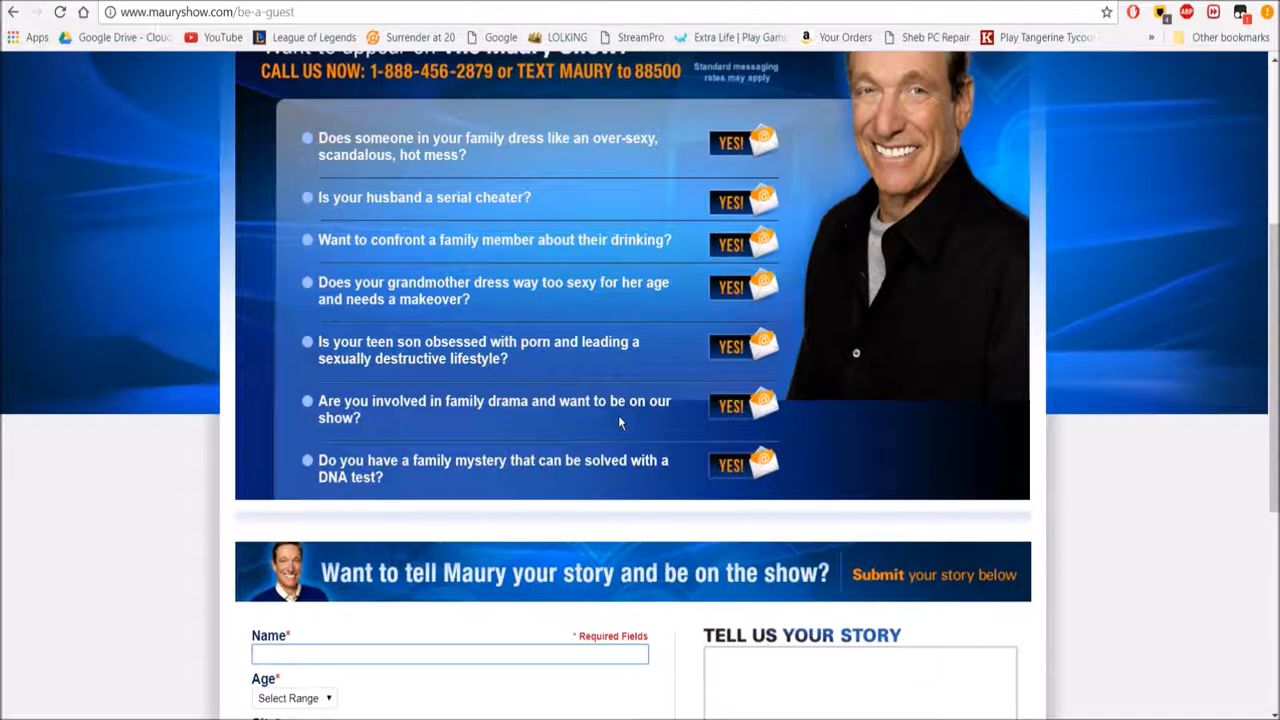 www.mauryshow.com/be-a-guest
Apps Google Drive - Clou YouTube League of Legends Surrender at 20 Google LOLKING StreamPro Extra Life | Play Gam Your Orders Sheb PC Repair Play Tangerine Tycoo » Other bookmarks
Want to appear on The Maury Show?
CALL US NOW: 1-888-456-2879 or TEXT MAURY to 88500
Standard messaging
rates may apply
Does someone in your family dress like an over-sexy,
scandalous, hot mess?
YES!
Is your husband a serial cheater?
YES!
Want to confront a family member about their drinking?
YES!
Does your grandmother dress way too sexy for her age
and needs a makeover?
YES!
Is your teen son obsessed with porn and leading a
sexually destructive lifestyle?
YES!
Are you involved in family drama and want to be on our
show?
YES!
Do you have a family mystery that can be solved with a
DNA test?
YES!
Want to tell Maury your story and be on the show? Submit your story below
Name*
* Required Fields
Age*
Select Range
TELL US YOUR STORY